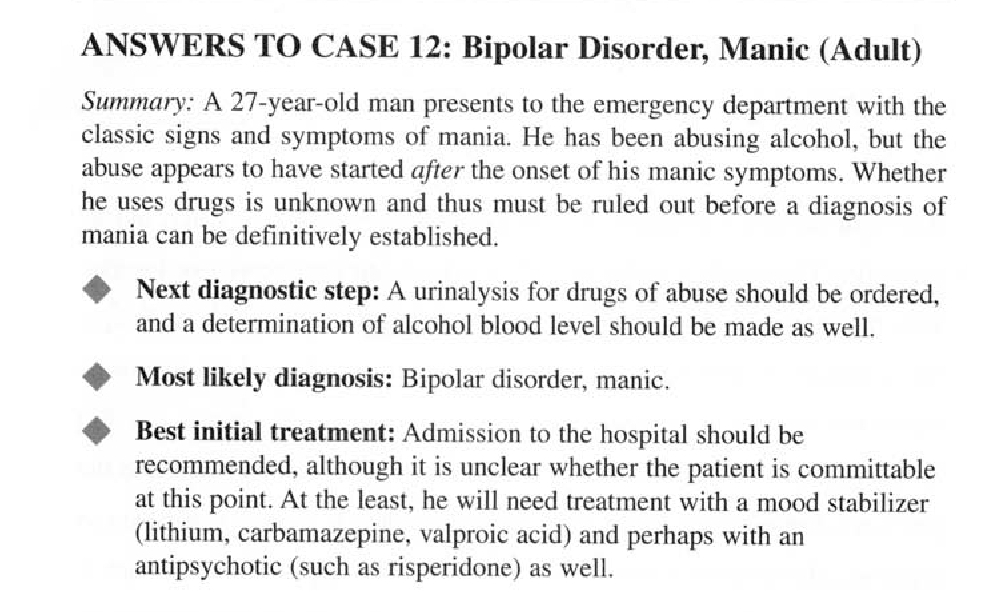 ANSWERS TO CASE 12: Bipolar Disorder, Manic (Adult)
Summary: A 27-year-old man presents to the emergency department with the
classic signs and symptoms of mania. He has been abusing alcohol, but the
abuse appears to have started after the onset of his manic symptoms. Whether
he uses drugs is unknown and thus must be ruled out before a diagnosis of
mania can be definitively established.
Next diagnostic step: A urinalysis for drugs of abuse should be ordered,
and a determination of alcohol blood level should be made as well.
Most likely diagnosis: Bipolar disorder, manic.
Best initial treatment: Admission to the hospital should be
recommended, although it is unclear whether the patient is committable
at this point. At the least, he will need treatment with a mood stabilizer
(lithium, carbamazepine, valproic acid) and perhaps with an
antipsychotic (such as risperidone) as well.